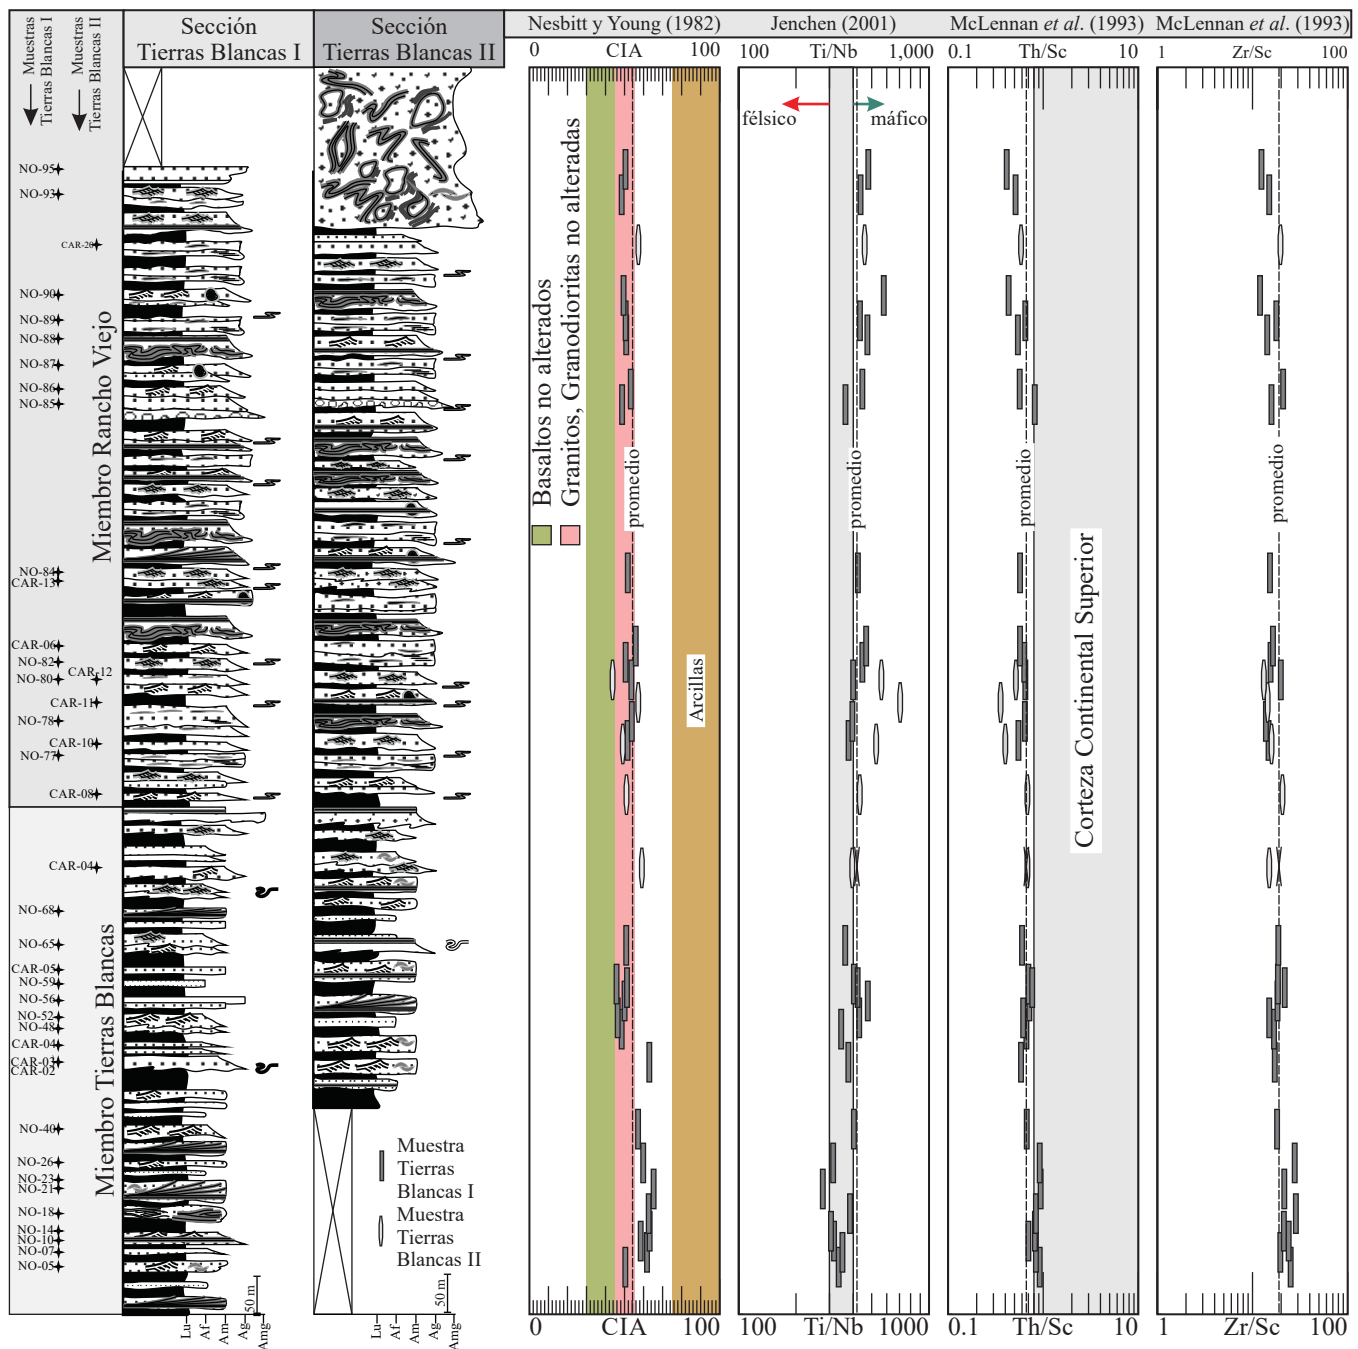 Muestras
Tierras Blancas I
Muestras
Tierras Blancas II
Sección
Tierras Blancas I
Sección
Tierras Blancas II
Nesbitt y Young (1982)
Jenchen (2001)
McLennan et al. (1993)
McLennan et al. (1993)
0 CIA 100
100 Ti/Nb 1,000
0.1 Th/Sc 10
1 Zr/Sc 100
félsico
máfico
NO-95
NO-93
CAR-20
NO-90
NO-89
NO-88
NO-87
NO-86
NO-85
NO-84
CAR-13
CAR-06
NO-82
CAR-12
NO-80
CAR-11
NO-78
CAR-10
NO-77
CAR-08
CAR-04
NO-68
NO-65
CAR-05
NO-59
NO-56
NO-52
NO-48
CAR-04
CAR-03
CAR-02
NO-40
NO-26
NO-23
NO-21
NO-18
NO-14
NO-10
NO-07
NO-05
Miembro Rancho Viejo
Miembro Tierras Blancas
Basaltos no alterados
Granitos, Granodioritas no alteradas
promedio
Arcillas
promedio
promedio
Corteza Continental Superior
promedio
Muestra
Tierras
Blancas I
Muestra
Tierras
Blancas II
50 m
50 m
Lu
Af
Am
Ag
Amg
Lu
Af
Am
Ag
Amg
0 CIA 100
100 Ti/Nb 1000
0.1 Th/Sc 10
1 Zr/Sc 100